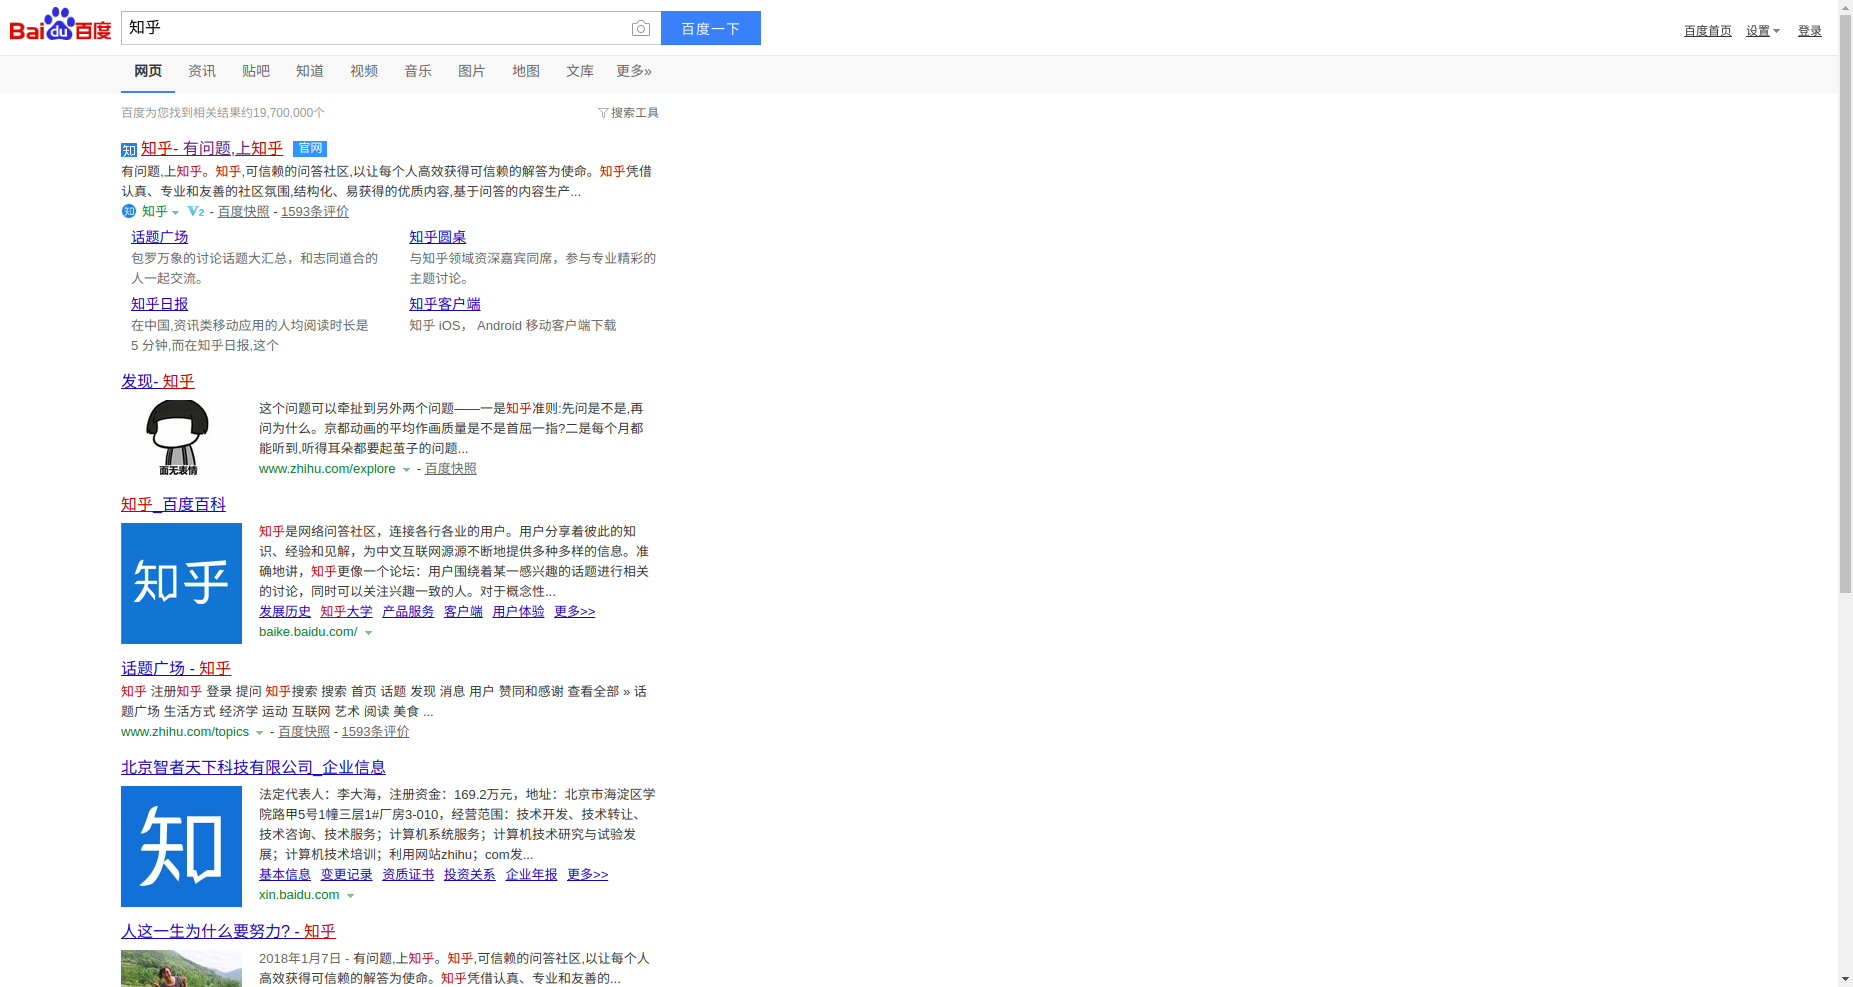 Baidu百度 知乎 百度一下 百度首页 设置 登录
网页 资讯 贴吧 知道 视频 音乐 图片 地图 文库 更多»
百度为您找到相关结果约19,700,000个 搜索工具
知 知乎- 有问题,上知乎 官网
有问题,上知乎。知乎,可信赖的问答社区,以让每个人高效获得可信赖的解答为使命。知乎凭借
认真、专业和友善的社区氛围,结构化、易获得的优质内容,基于问答的内容生产...
知 知乎 V2 - 百度快照 - 1593条评价
话题广场
包罗万象的讨论话题大汇总，和志同道合的
人一起交流。
知乎圆桌
与知乎领域资深嘉宾同席，参与专业精彩的
主题讨论。
知乎日报
在中国,资讯类移动应用的人均阅读时长是
5 分钟,而在知乎日报,这个
知乎客户端
知乎 iOS， Android 移动客户端下载
发现- 知乎
面无表情
这个问题可以牵扯到另外两个问题——一是知乎准则:先问是不是,再
问为什么。京都动画的平均作画质量是不是首屈一指?二是每个月都
能听到,听得耳朵都要起茧子的问题...
www.zhihu.com/explore - 百度快照
知乎_百度百科
知乎
知乎是网络问答社区，连接各行各业的用户。用户分享着彼此的知
识、经验和见解，为中文互联网源源不断地提供多种多样的信息。准
确地讲，知乎更像一个论坛：用户围绕着某一感兴趣的话题进行相关
的讨论，同时可以关注兴趣一致的人。对于概念性...
发展历史 知乎大学 产品服务 客户端 用户体验 更多>>
baike.baidu.com/
话题广场 - 知乎
知乎 注册知乎 登录 提问 知乎搜索 搜索 首页 话题 发现 消息 用户 赞同和感谢 查看全部 » 话
题广场 生活方式 经济学 运动 互联网 艺术 阅读 美食 ...
www.zhihu.com/topics - 百度快照 - 1593条评价
北京智者天下科技有限公司_企业信息
知
法定代表人：李大海，注册资金：169.2万元，地址：北京市海淀区学
院路甲5号1幢三层1#厂房3-010，经营范围：技术开发、技术转让、
技术咨询、技术服务；计算机系统服务；计算机技术研究与试验发
展；计算机技术培训；利用网站zhihu；com发...
基本信息 变更记录 资质证书 投资关系 企业年报 更多>>
xin.baidu.com
人这一生为什么要努力? - 知乎
2018年1月7日 - 有问题,上知乎。知乎,可信赖的问答社区,以让每个人
高效获得可信赖的解答为使命。知乎凭借认真、专业和友善的...